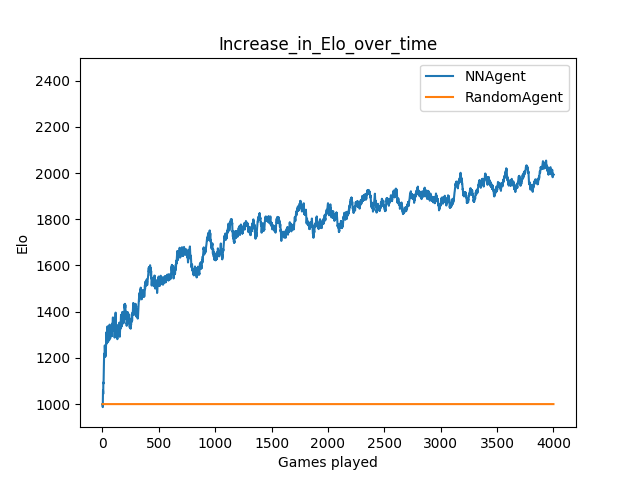 Increase_in_Elo_over_time
NNAgent
RandomAgent
2400
2200
2000
1800
1600
1400
1200
1000
Elo
0 500 1000 1500 2000 2500 3000 3500 4000
Games played